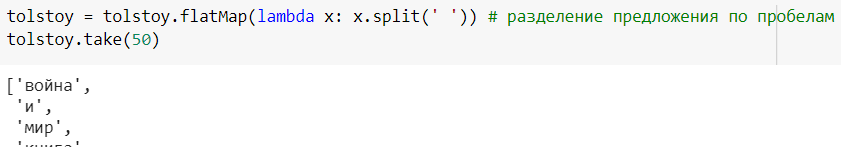 tolstoy = tolstoy.flatMap(lambda x: x.split(' ')) # разделение предложения по пробелам
tolstoy.take(50)
['война',
'и',
'мир',